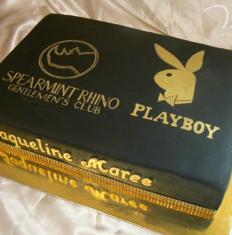 SPEARMINT RHINO
GENTLEMEN'S CLUB
PLAYBOY
aqueline Maree